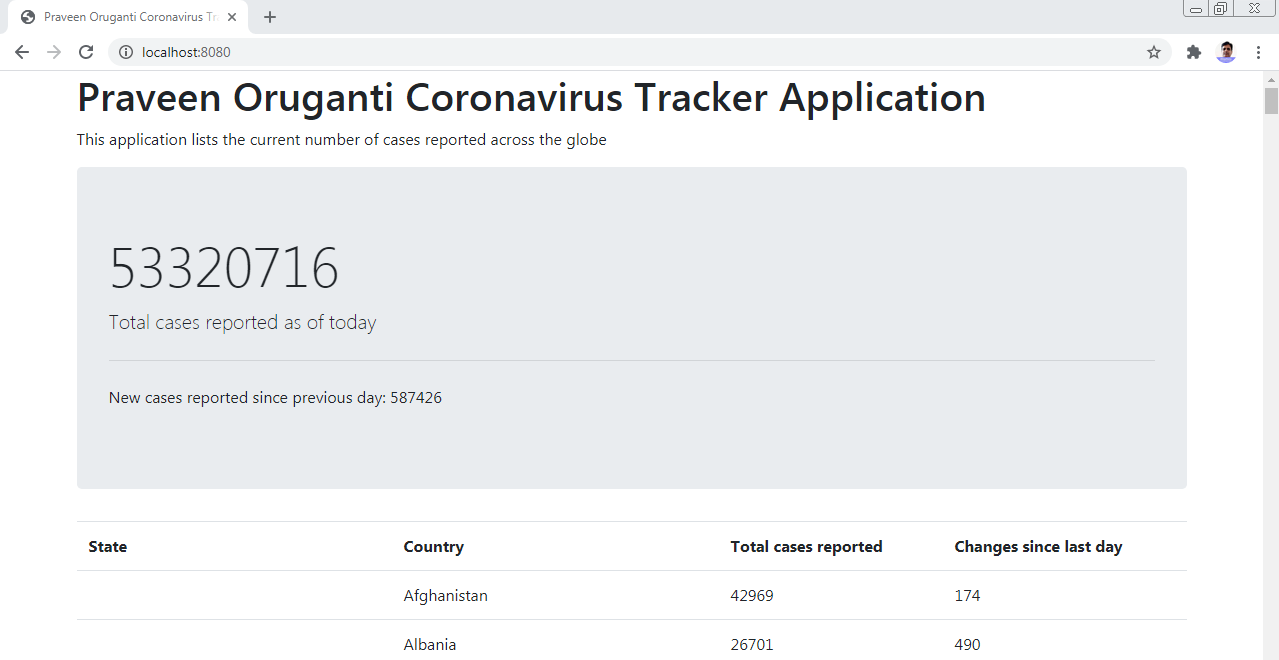 Praveen Oruganti Coronavirus Tr
localhost:8080
Praveen Oruganti Coronavirus Tracker Application
This application lists the current number of cases reported across the globe
53320716
Total cases reported as of today
New cases reported since previous day: 587426
State Country Total cases reported Changes since last day
Afghanistan 42969 174
Albania 26701 490